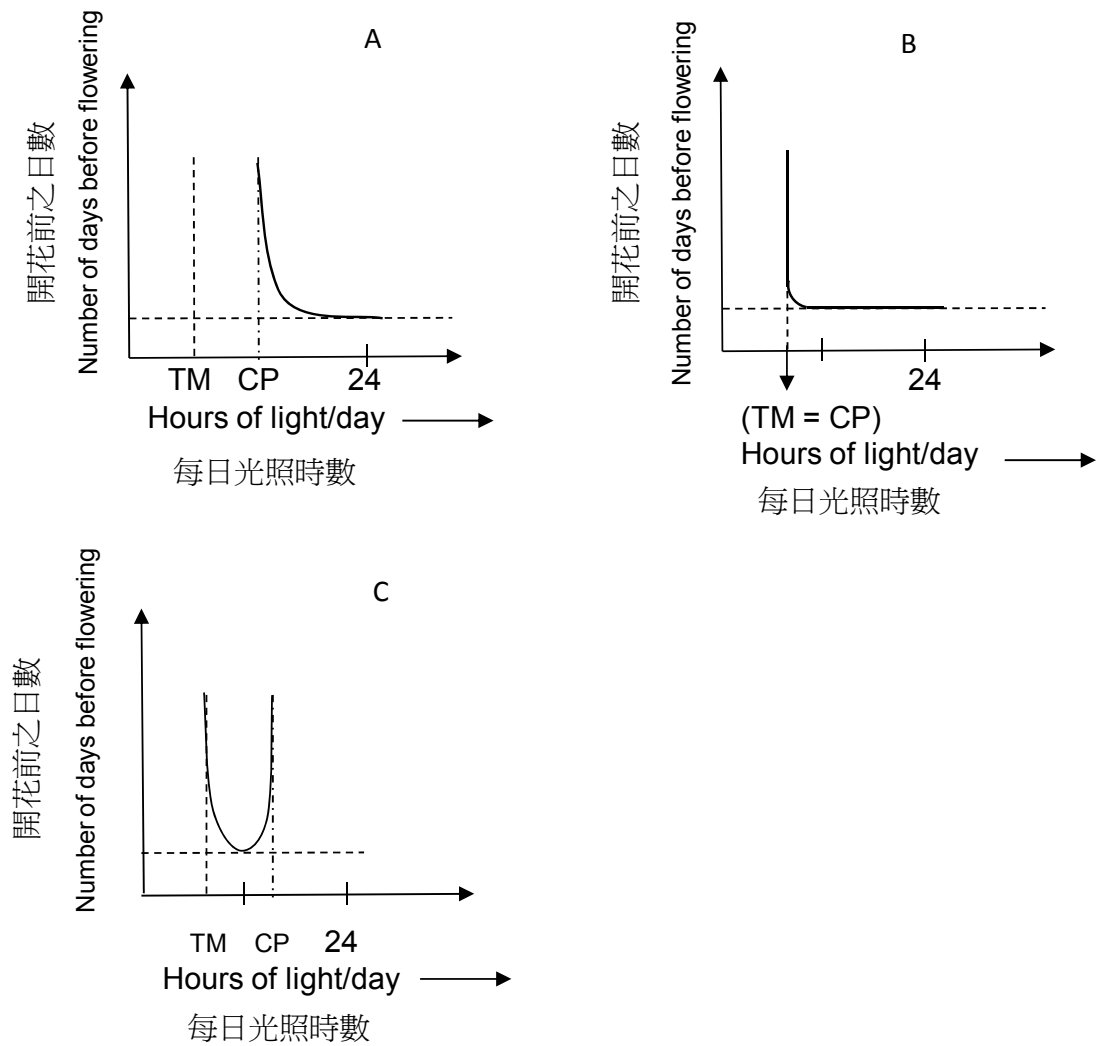 A
開花前之日數
Number of days before flowering
TM CP 24
Hours of light/day
每日光照時數
B
開花前之日數
Number of days before flowering
24
(TM = CP)
Hours of light/day
每日光照時數
C
開花前之日數
Number of days before flowering
TM CP 24
Hours of light/day
每日光照時數